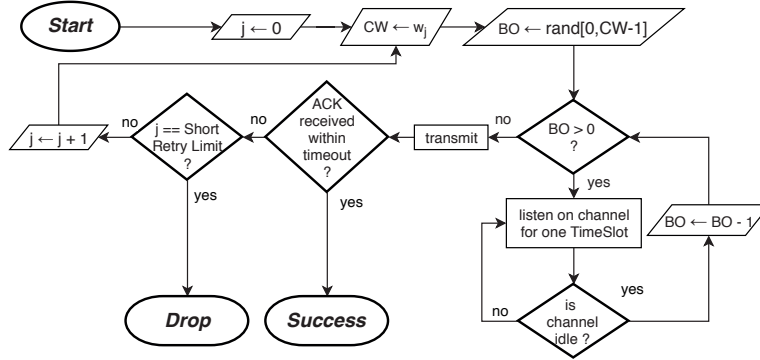 Start
j ← 0
CW ← wj
BO ← rand[0,CW-1]
no
j ← j + 1
no
j == Short
Retry Limit
?
no
ACK
received
within
timeout
?
transmit
no
BO > 0
?
yes
yes
yes
listen on channel
for one TimeSlot
BO ← BO - 1
no
is
channel
idle ?
yes
Drop
Success